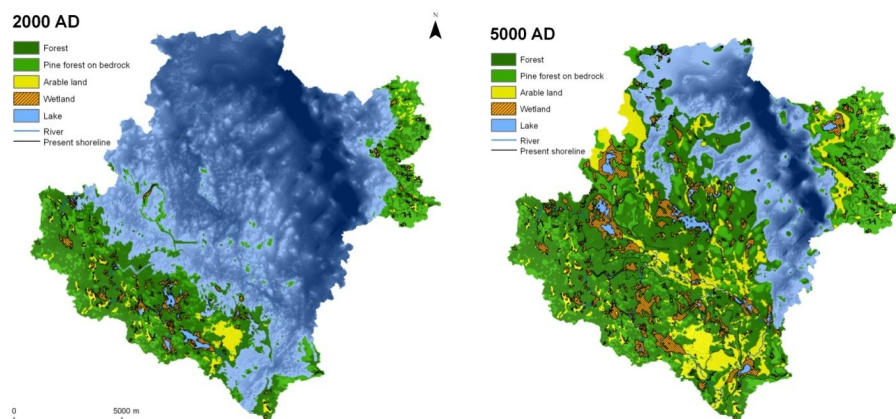 2000 AD
Forest
Pine forest on bedrock
Arable land
Wetland
Lake
River
Present shoreline
0 5000 m
N
5000 AD
Forest
Pine forest on bedrock
Arable land
Wetland
Lake
River
Present shoreline